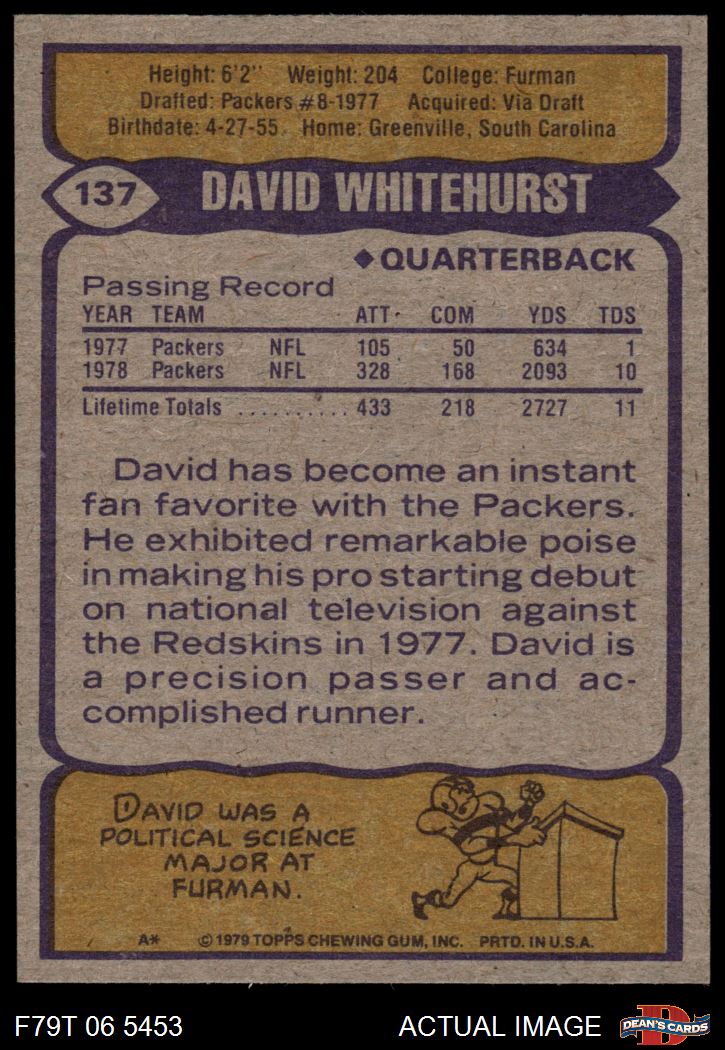 Height: 6'2" Weight: 204 College: Furman
Drafted: Packers #8-1977 Acquired: Via Draft
Birthdate: 4-27-55 Home: Greenville, South Carolina
137 DAVID WHITEHURST
◆QUARTERBACK
Passing Record
YEAR TEAM ATT COM YDS TDS
1977 Packers NFL 105 50 634 1
1978 Packers NFL 328 168 2093 10
Lifetime Totals .......... 433 218 2727 11
David has become an instant
fan favorite with the Packers.
He exhibited remarkable poise
in making his pro starting debut
on national television against
the Redskins in 1977. David is
a precision passer and ac-
complished runner.
DAVID WAS A
POLITICAL SCIENCE
MAJOR AT
FURMAN.
A* © 1979 TOPPS CHEWING GUM, INC. PRTD. IN U.S.A.
F79T 06 5453 ACTUAL IMAGE D DEAN'S CARDS